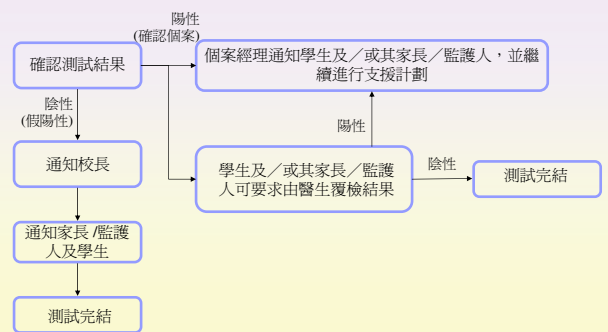 陽性
(確認個案)
確認測試結果
個案經理通知學生及／或其家長／監護人，並繼
續進行支援計劃
陰性
(假陽性)
陽性
通知校長
學生及／或其家長／監護
人可要求由醫生覆檢結果
陰性
測試完結
通知家長 /監護
人及學生
測試完結